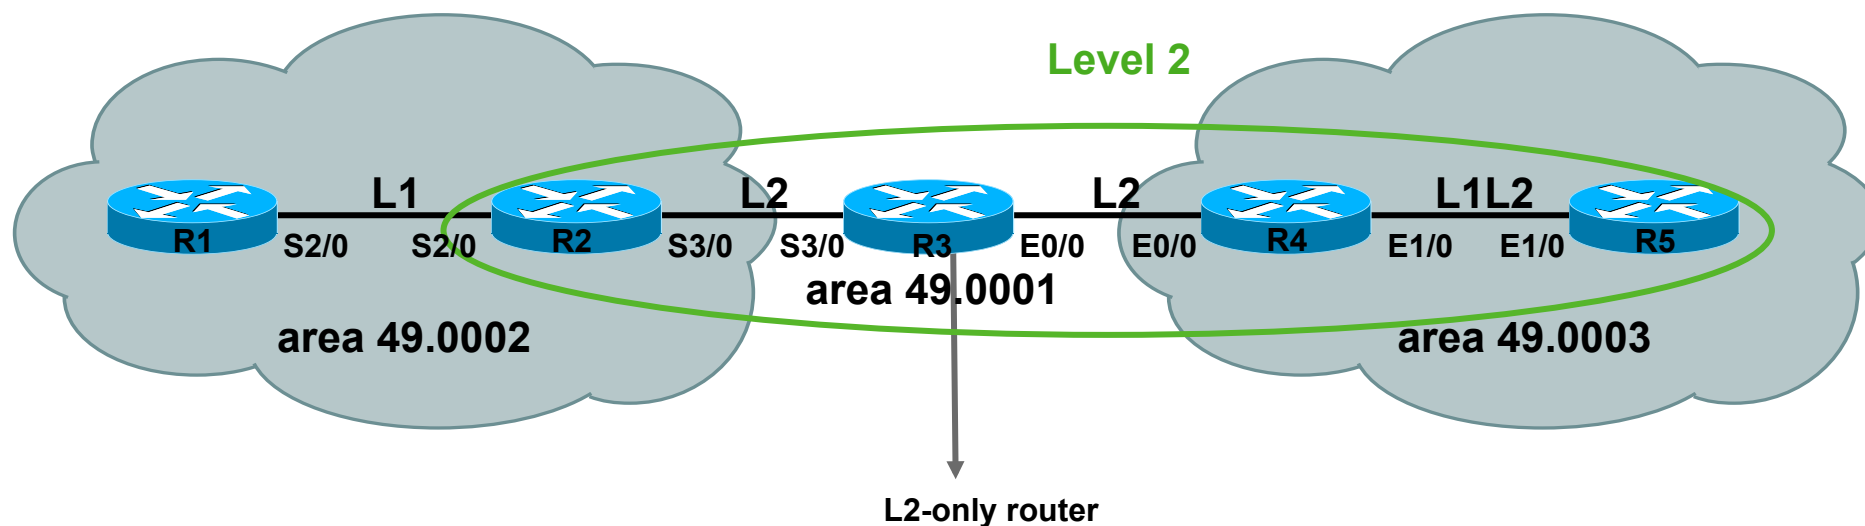 Level 2
L1
L2
L2
L1L2
R1
R2
R3
R4
R5
S2/0
S2/0
S3/0
S3/0
E0/0
E0/0
E1/0
E1/0
area 49.0001
area 49.0002
area 49.0003
L2-only router